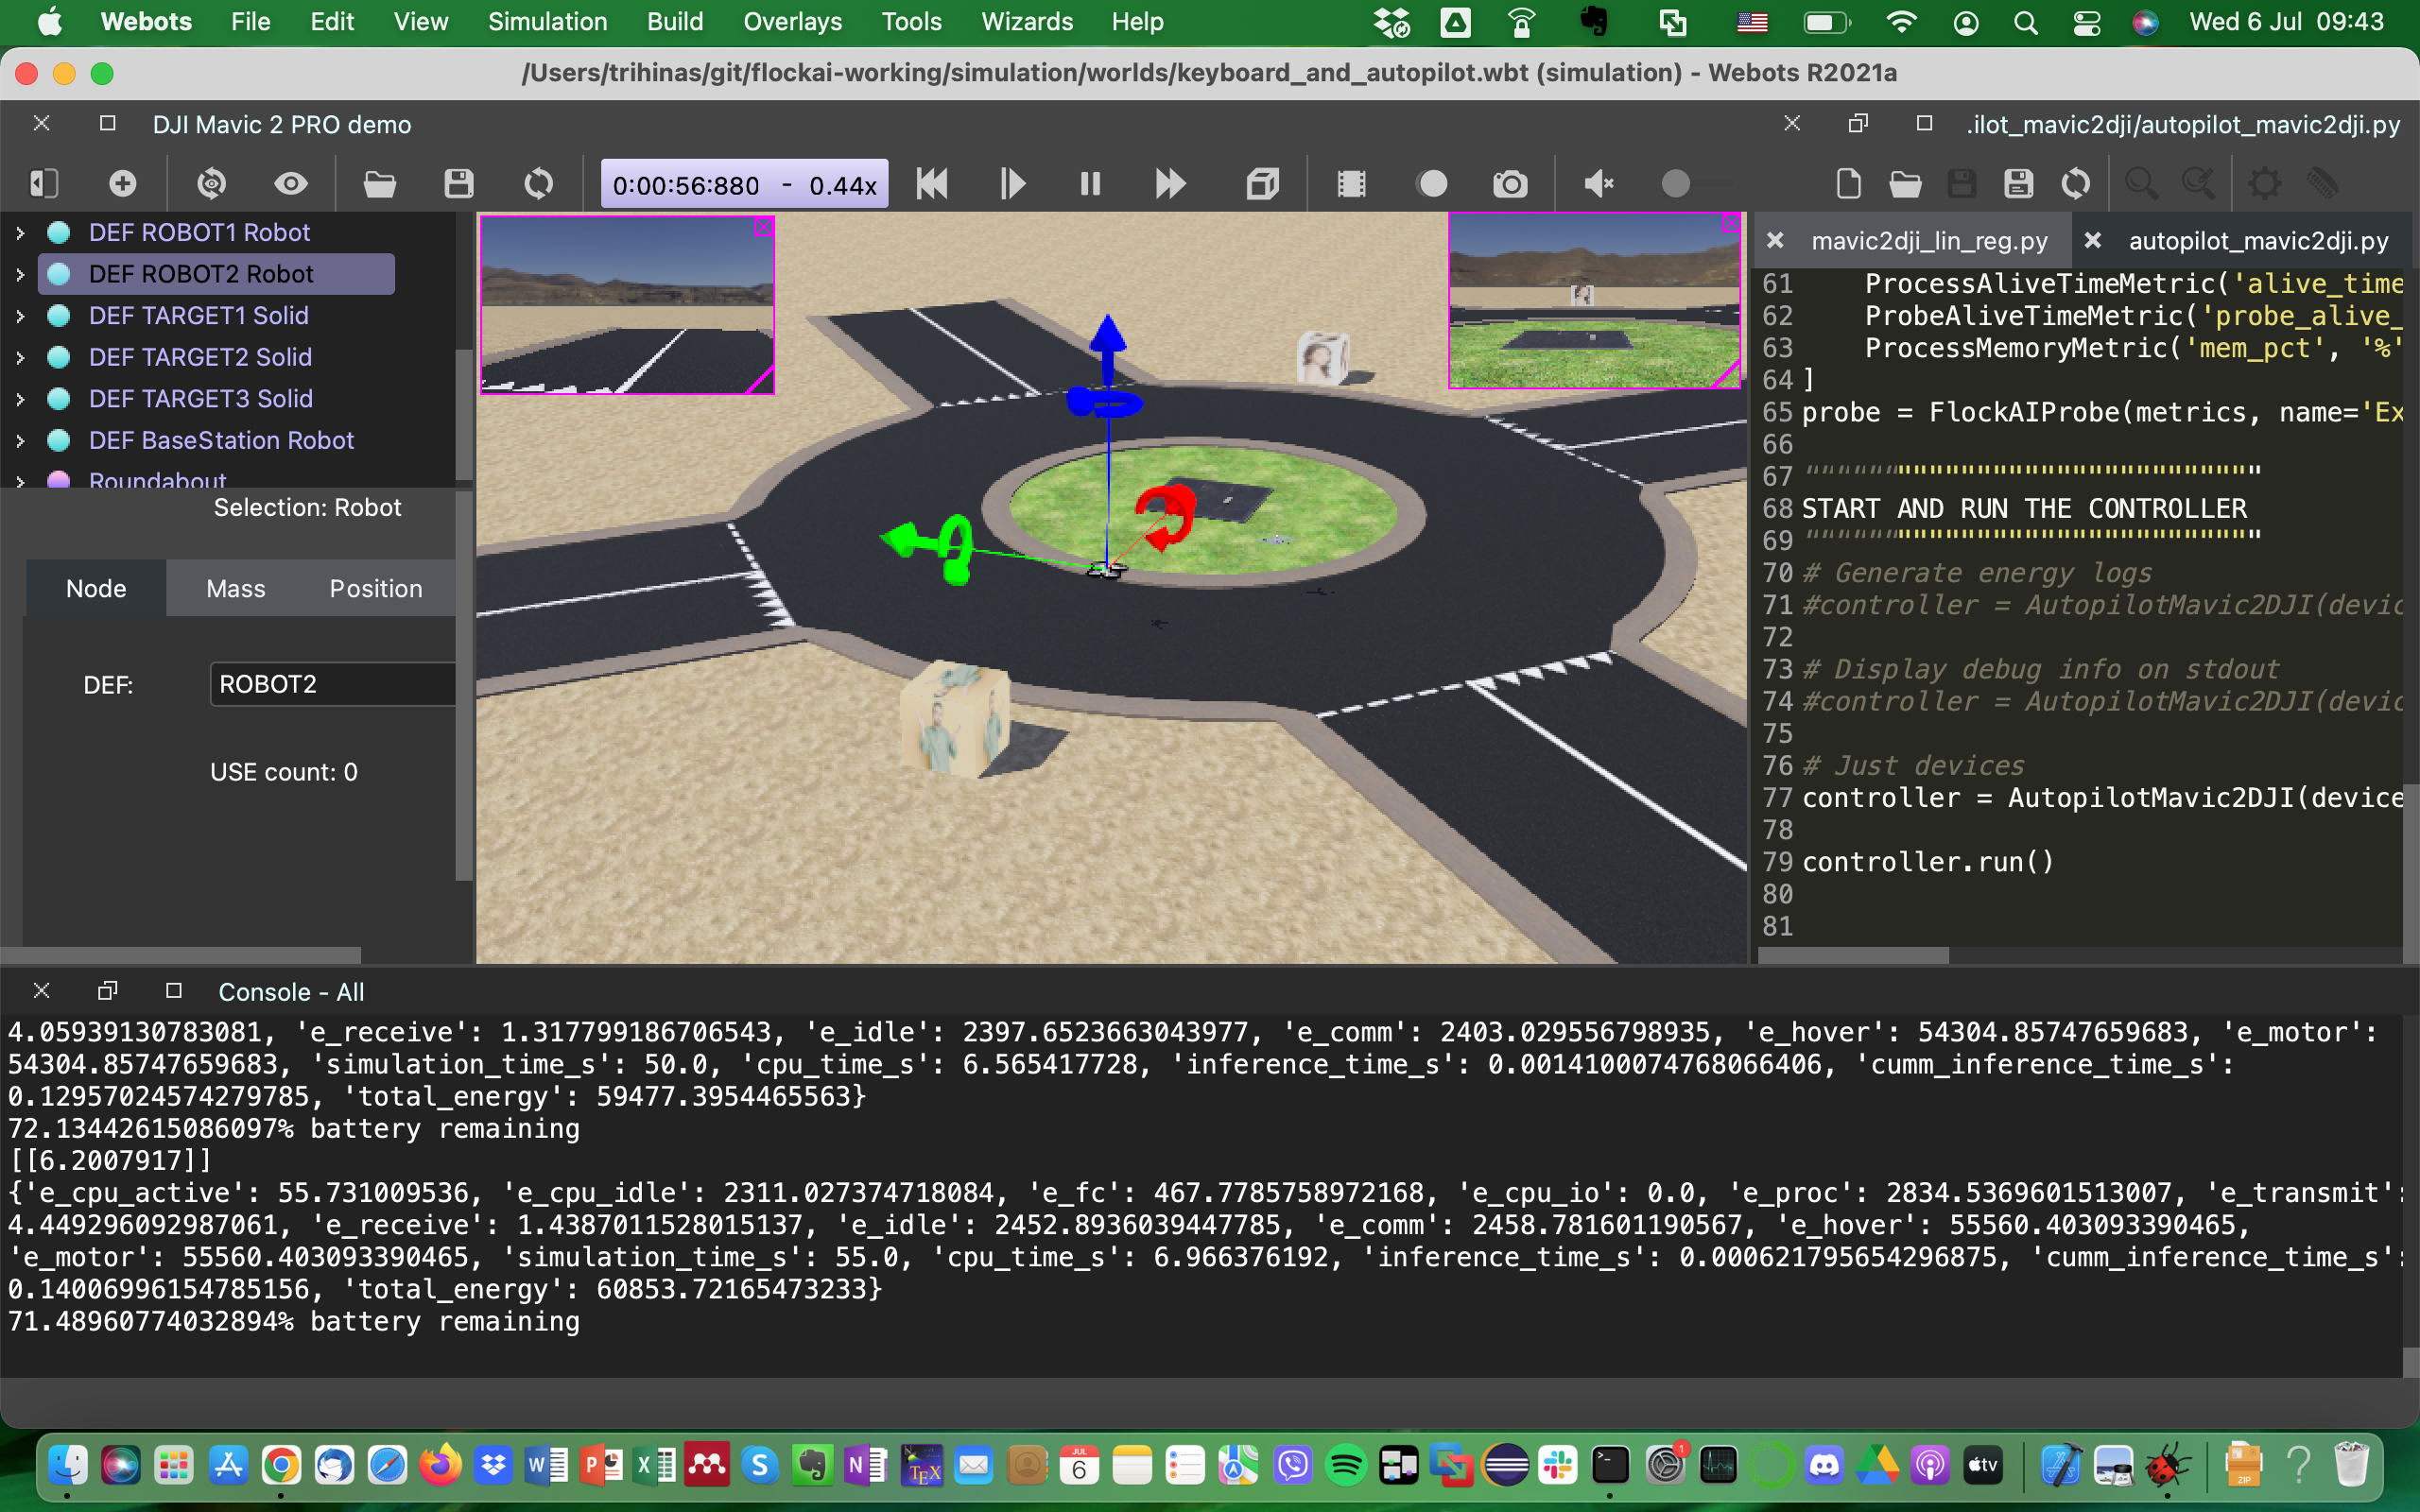 Webots File Edit View Simulation Build Overlays Tools Wizards Help Wed 6 Jul 09:43
/Users/trihinas/git/flockai-working/simulation/worlds/keyboard_and_autopilot.wbt (simulation) - Webots R2021a
DJI Mavic 2 PRO demo
.ilot_mavic2dji/autopilot_mavic2dji.py
0:00:56:880 - 0.44x
DEF ROBOT1 Robot
DEF ROBOT2 Robot
DEF TARGET1 Solid
DEF TARGET2 Solid
DEF TARGET3 Solid
DEF BaseStation Robot
Roundabout
Selection: Robot
Node Mass Position
DEF: ROBOT2
USE count: 0
mavic2dji_lin_reg.py autopilot_mavic2dji.py
61 ProcessAliveTimeMetric('alive_time
62 ProbeAliveTimeMetric('probe_alive_
63 ProcessMemoryMetric('mem_pct', '%'
64 ]
65 probe = FlockAIProbe(metrics, name='Ex
66
67 """"""""""""""""""""""""""""""""""""""
68 START AND RUN THE CONTROLLER
69 """"""""""""""""""""""""""""""""""""""
70 # Generate energy logs
71 #controller = AutopilotMavic2DJI(devic
72
73 # Display debug info on stdout
74 #controller = AutopilotMavic2DJI(devic
75
76 # Just devices
77 controller = AutopilotMavic2DJI(device
78
79 controller.run()
80
81
Console - All
4.05939130783081, 'e_receive': 1.317799186706543, 'e_idle': 2397.6523663043977, 'e_comm': 2403.029556798935, 'e_hover': 54304.85747659683, 'e_motor':
54304.85747659683, 'simulation_time_s': 50.0, 'cpu_time_s': 6.565417728, 'inference_time_s': 0.0014100074768066406, 'cumm_inference_time_s':
0.12957024574279785, 'total_energy': 59477.3954465563}
72.13442615086097% battery remaining
[[6.2007917]]
{'e_cpu_active': 55.731009536, 'e_cpu_idle': 2311.027374718084, 'e_fc': 467.7785758972168, 'e_cpu_io': 0.0, 'e_proc': 2834.5369601513007, 'e_transmit':
4.449296092987061, 'e_receive': 1.4387011528015137, 'e_idle': 2452.8936039447785, 'e_comm': 2458.781601190567, 'e_hover': 55560.403093390465,
'e_motor': 55560.403093390465, 'simulation_time_s': 55.0, 'cpu_time_s': 6.966376192, 'inference_time_s': 0.000621795654296875, 'cumm_inference_time_s':
0.14006996154785156, 'total_energy': 60853.72165473233}
71.48960774032894% battery remaining
W P X S N TEX JUL 6 1 tv ZIP ?